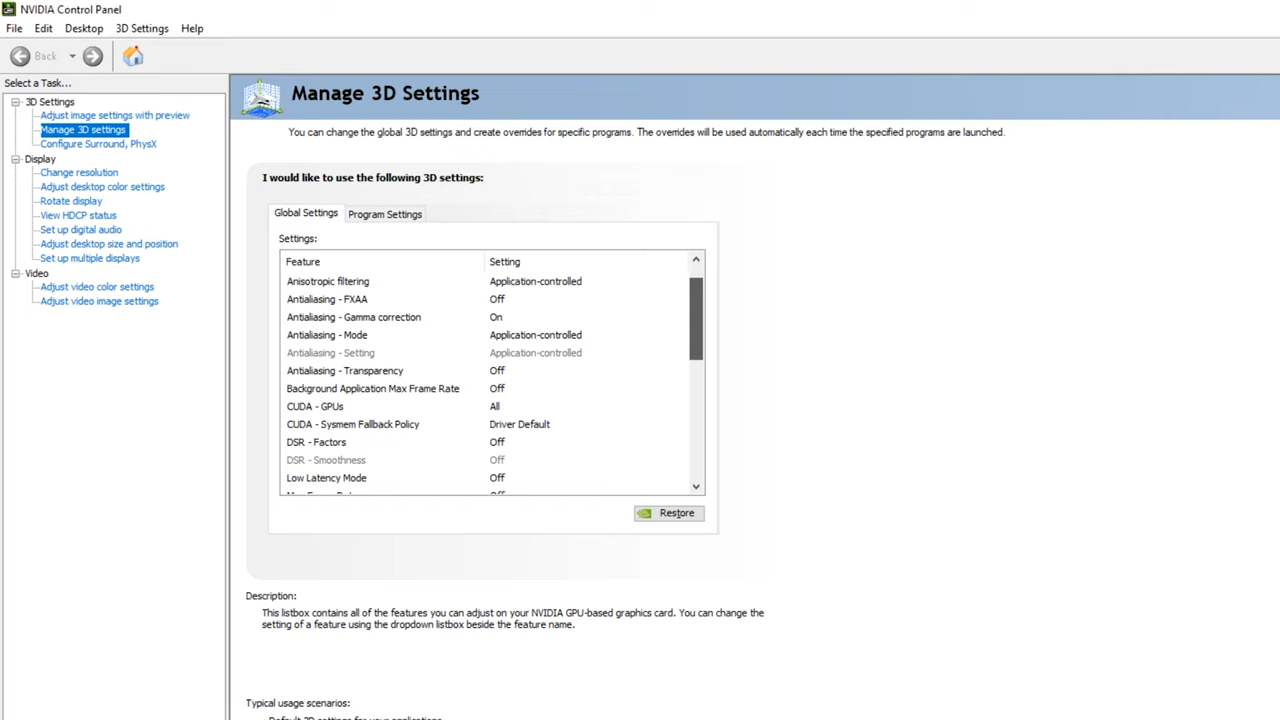 NVIDIA Control Panel
File Edit Desktop 3D Settings Help
Back
Select a Task...
3D Settings
Adjust image settings with preview
Manage 3D settings
Configure Surround, PhysX
Display
Change resolution
Adjust desktop color settings
Rotate display
View HDCP status
Set up digital audio
Adjust desktop size and position
Set up multiple displays
Video
Adjust video color settings
Adjust video image settings
Manage 3D Settings
You can change the global 3D settings and create overrides for specific programs. The overrides will be used automatically each time the specified programs are launched.
I would like to use the following 3D settings:
Global Settings Program Settings
Settings:
Feature Setting
Anisotropic filtering Application-controlled
Antialiasing - FXAA Off
Antialiasing - Gamma correction On
Antialiasing - Mode Application-controlled
Antialiasing - Setting Application-controlled
Antialiasing - Transparency Off
Background Application Max Frame Rate Off
CUDA - GPUs All
CUDA - Sysmem Fallback Policy Driver Default
DSR - Factors Off
DSR - Smoothness Off
Low Latency Mode Off
Restore
Description:
This listbox contains all of the features you can adjust on your NVIDIA GPU-based graphics card. You can change the
setting of a feature using the dropdown listbox beside the feature name.
Typical usage scenarios:
Default 3D settings for your applications.